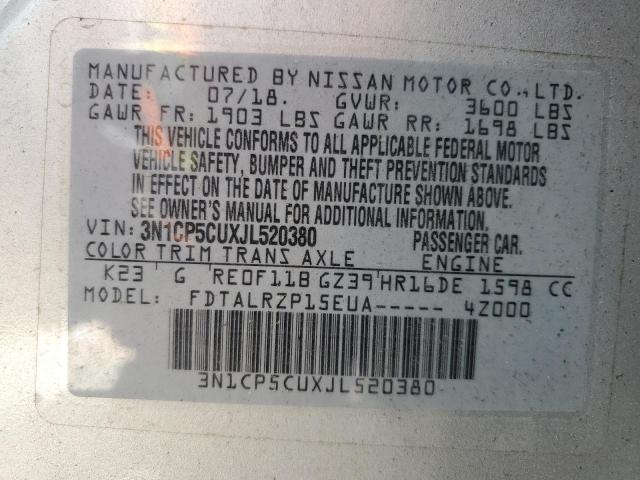 MANUFACTURED BY NISSAN MOTOR CO., LTD.
DATE: 07/18. GVWR: 3600 LBS
GAWR FR: 1903 LBS GAWR RR: 1698 LBS
THIS VEHICLE CONFORMS TO ALL APPLICABLE FEDERAL MOTOR
VEHICLE SAFETY, BUMPER AND THEFT PREVENTION STANDARDS
IN EFFECT ON THE DATE OF MANUFACTURE SHOWN ABOVE.
SEE OWNER'S MANUAL FOR ADDITIONAL INFORMATION.
VIN: 3N1CP5CUXJL520380 PASSENGER CAR.
COLOR TRIM TRANS AXLE ENGINE
K23 G RE0F11B GZ39 HR16DE 1598 CC
MODEL: FDTALRZP15EUA----- 4Z000
3N1CP5CUXJL520380